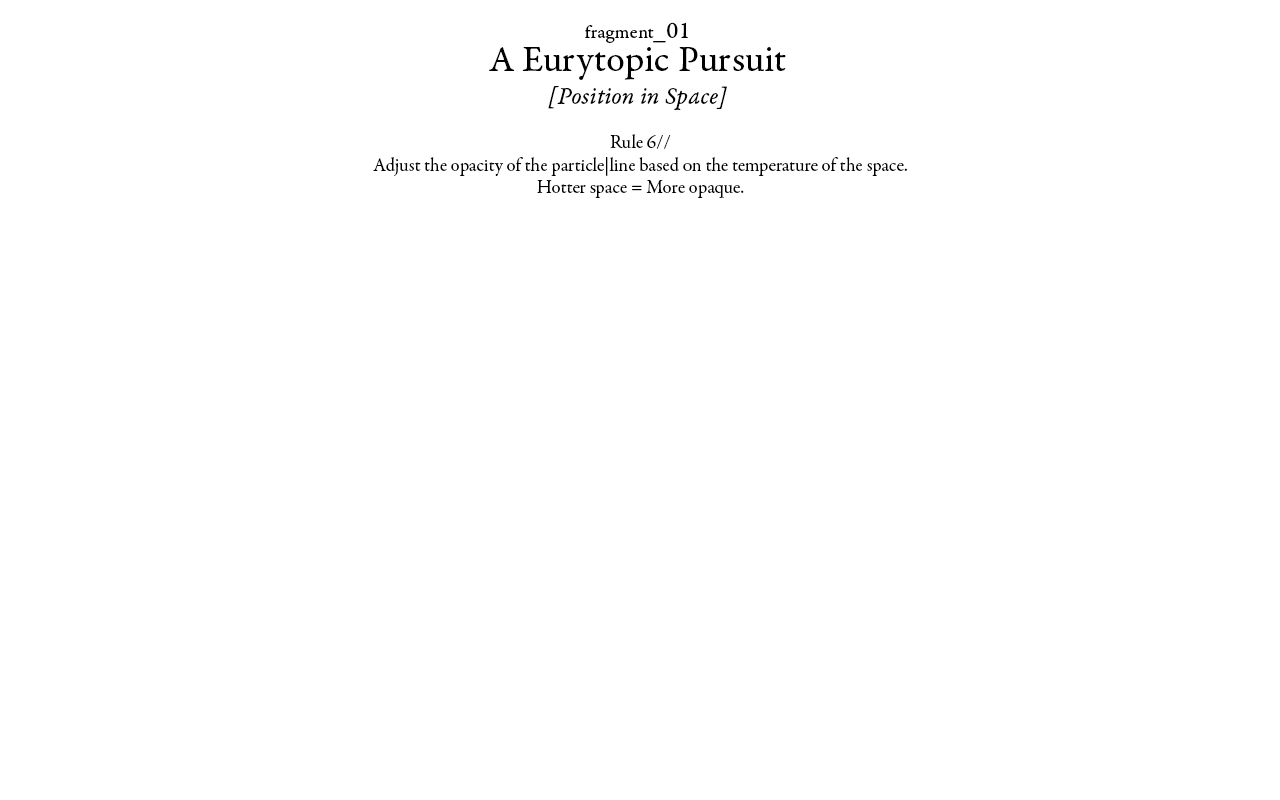 fragment_01
A Eurytopic Pursuit
[Position in Space]
Rule 6//
Adjust the opacity of the particle|line based on the temperature of the space.
Hotter space = More opaque.